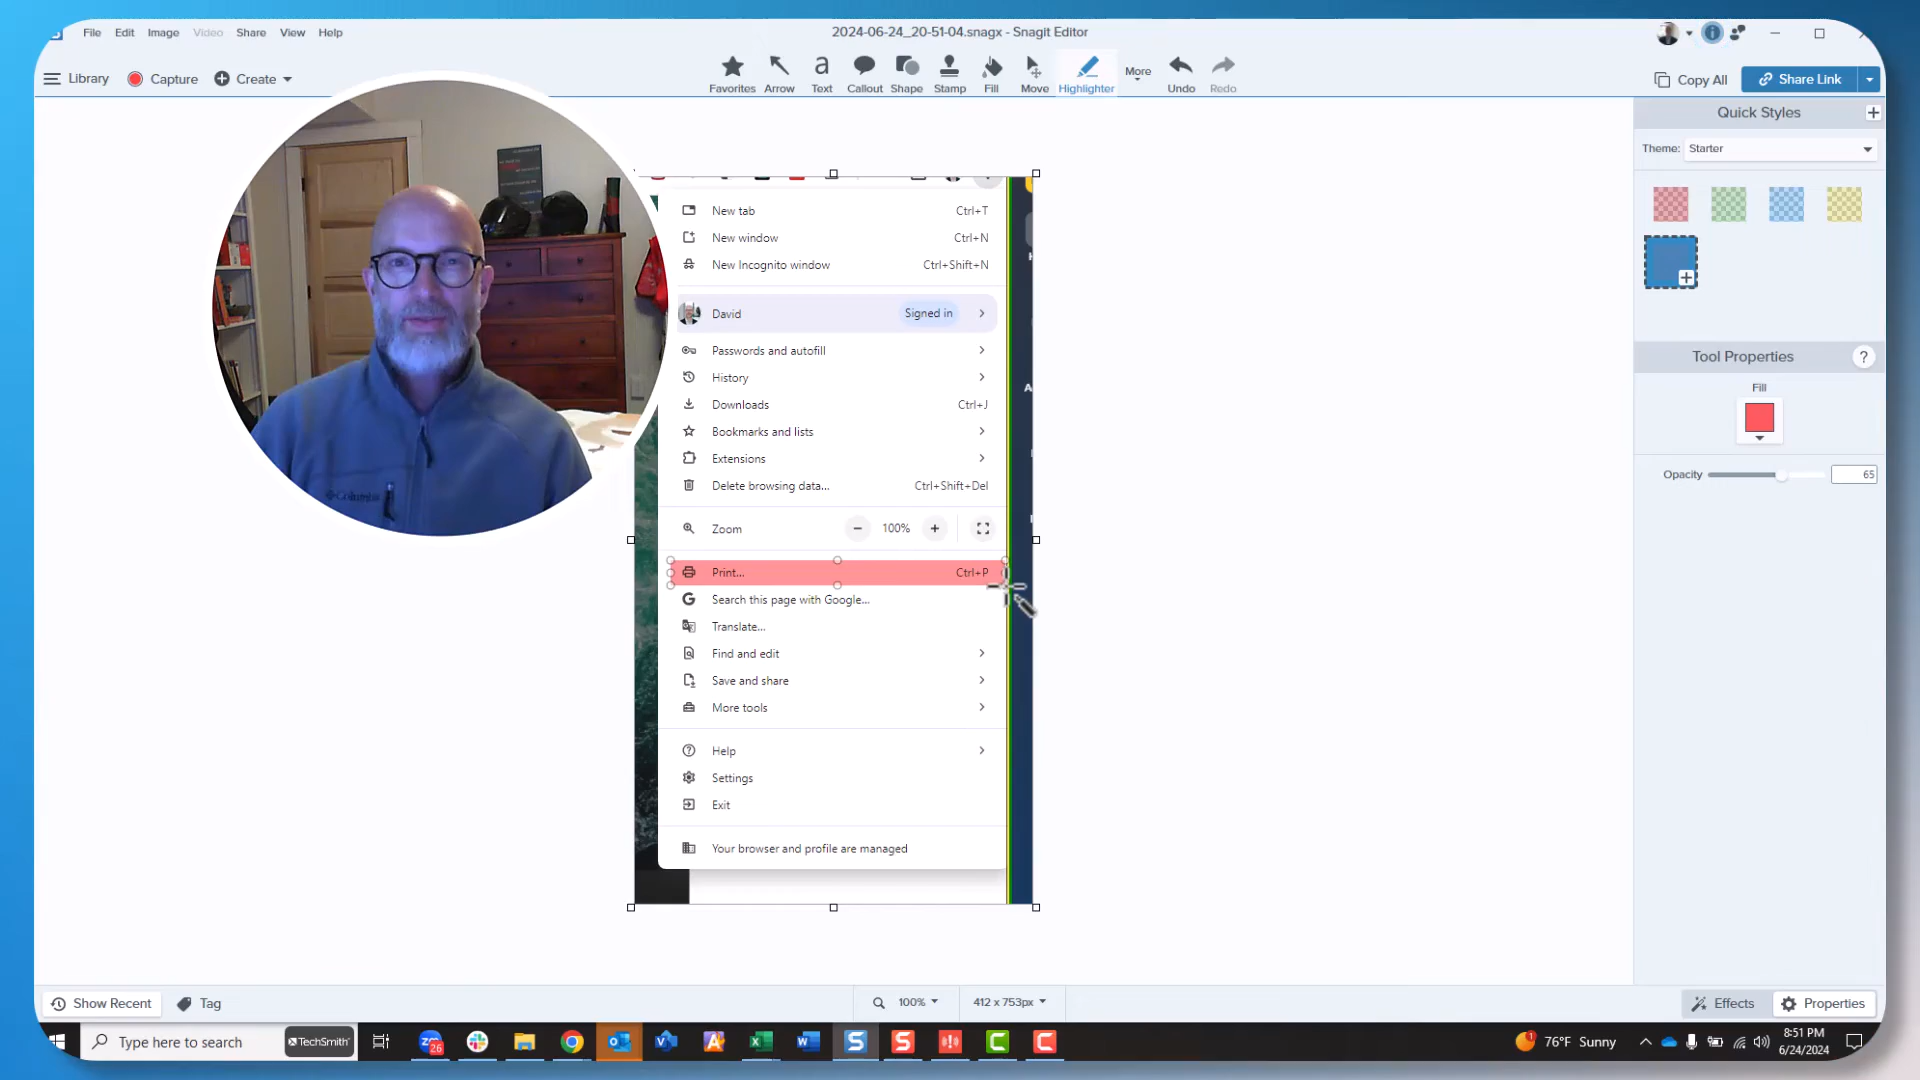 File Edit Image Video Share View Help
2024-06-24_20-51-04.snagx - Snagit Editor
Library Capture Create
Favorites Arrow Text Callout Shape Stamp Fill Move Highlighter More Undo Redo
Copy All Share Link
Quick Styles
Theme: Starter
Tool Properties
?
Fill
Opacity 65
New tab Ctrl+T
New window Ctrl+N
New Incognito window Ctrl+Shift+N
David Signed in
Passwords and autofill
History
Downloads Ctrl+J
Bookmarks and lists
Extensions
Delete browsing data... Ctrl+Shift+Del
Zoom 100%
Print... Ctrl+P
Search this page with Google...
Translate...
Find and edit
Save and share
More tools
Help
Settings
Exit
Your browser and profile are managed
Columbia
Show Recent Tag
100% 412 x 753px
Effects Properties
Type here to search
TechSmith
26
76°F Sunny
8:51 PM
6/24/2024